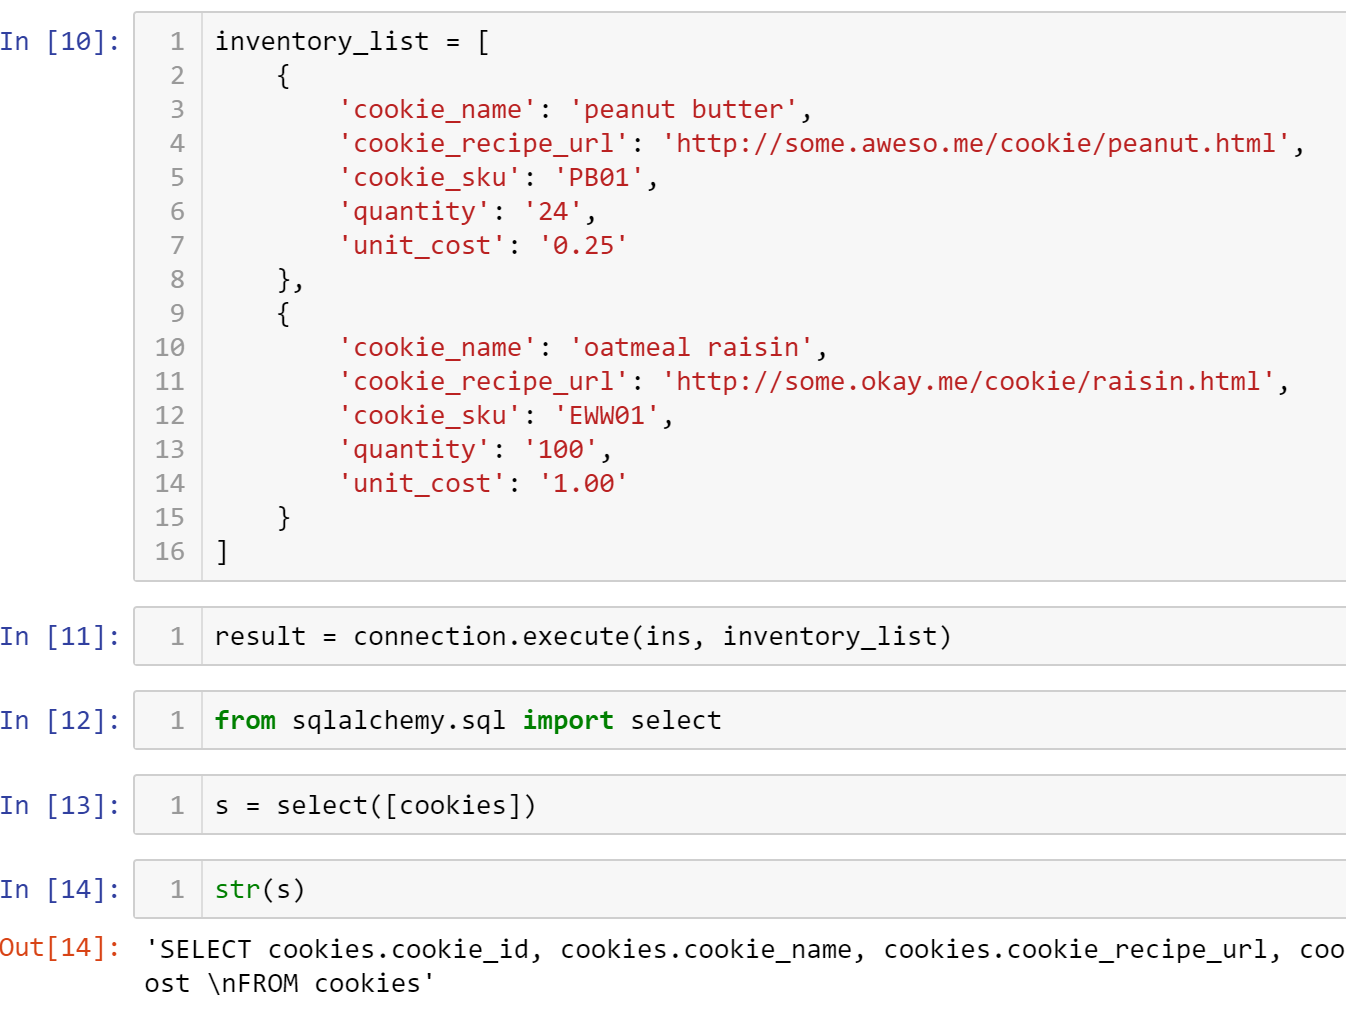 In [10]:
1 inventory_list = [
2     {
3         'cookie_name': 'peanut butter',
4         'cookie_recipe_url': 'http://some.aweso.me/cookie/peanut.html',
5         'cookie_sku': 'PB01',
6         'quantity': '24',
7         'unit_cost': '0.25'
8     },
9     {
10         'cookie_name': 'oatmeal raisin',
11         'cookie_recipe_url': 'http://some.okay.me/cookie/raisin.html',
12         'cookie_sku': 'EWW01',
13         'quantity': '100',
14         'unit_cost': '1.00'
15     }
16 ]
In [11]: 1 result = connection.execute(ins, inventory_list)
In [12]: 1 from sqlalchemy.sql import select
In [13]: 1 s = select([cookies])
In [14]: 1 str(s)
Out[14]: 'SELECT cookies.cookie_id, cookies.cookie_name, cookies.cookie_recipe_url, coo
ost \nFROM cookies'